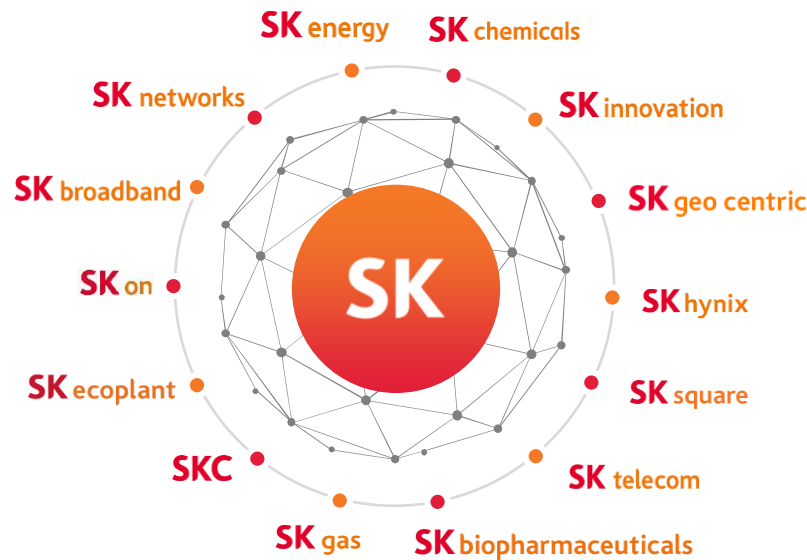 SK energy
SK chemicals
SK networks
SK innovation
SK broadband
SK geo centric
SK on
SK
SK hynix
SK ecoplant
SK square
SKC
SK telecom
SK gas
SK biopharmaceuticals